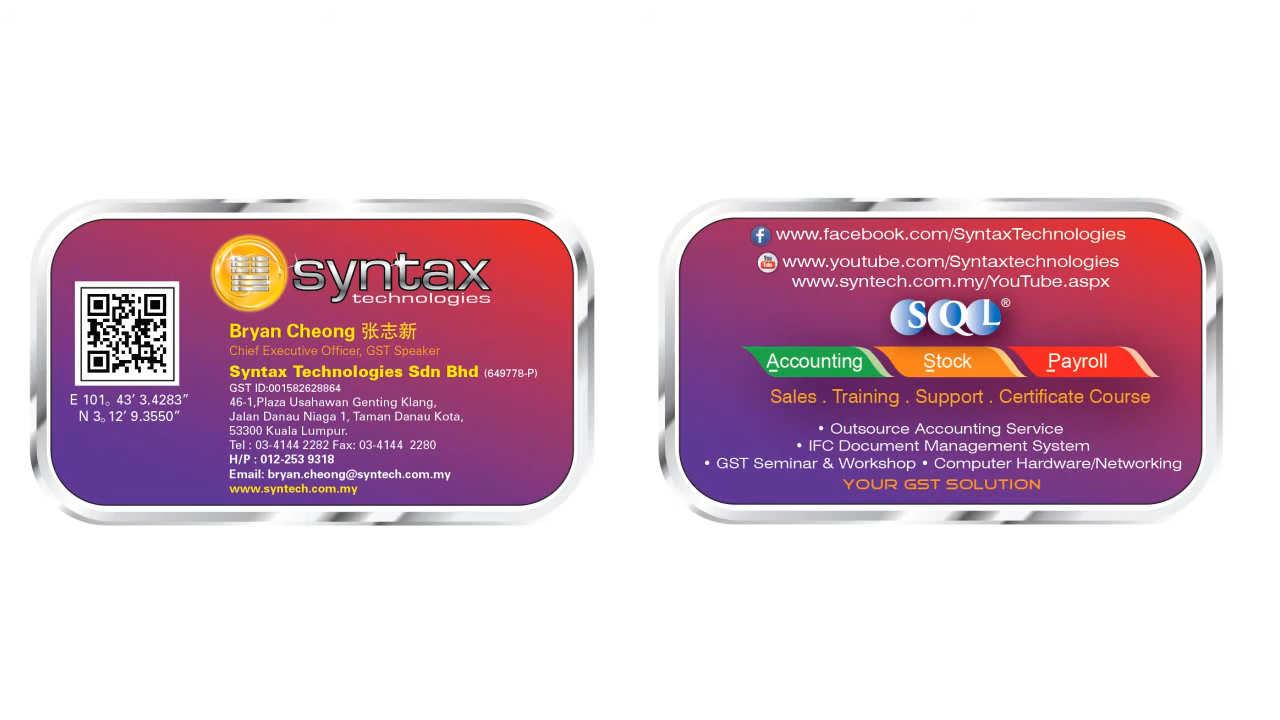 syntax
technologies
Bryan Cheong 张志新
Chief Executive Officer, GST Speaker
Syntax Technologies Sdn Bhd (649778-P)
GST ID:001582628864
46-1,Plaza Usahawan Genting Klang,
Jalan Danau Niaga 1, Taman Danau Kota,
53300 Kuala Lumpur.
Tel : 03-4144 2282 Fax: 03-4144 2280
H/P : 012-253 9318
Email: bryan.cheong@syntech.com.my
www.syntech.com.my
E 101。 43’ 3.4283”
N 3。12’ 9.3550”
www.facebook.com/SyntaxTechnologies
You Tube www.youtube.com/Syntaxtechnologies
www.syntech.com.my/YouTube.aspx
SQL®
Accounting Stock Payroll
Sales . Training . Support . Certificate Course
• Outsource Accounting Service
• IFC Document Management System
• GST Seminar & Workshop • Computer Hardware/Networking
YOUR GST SOLUTION